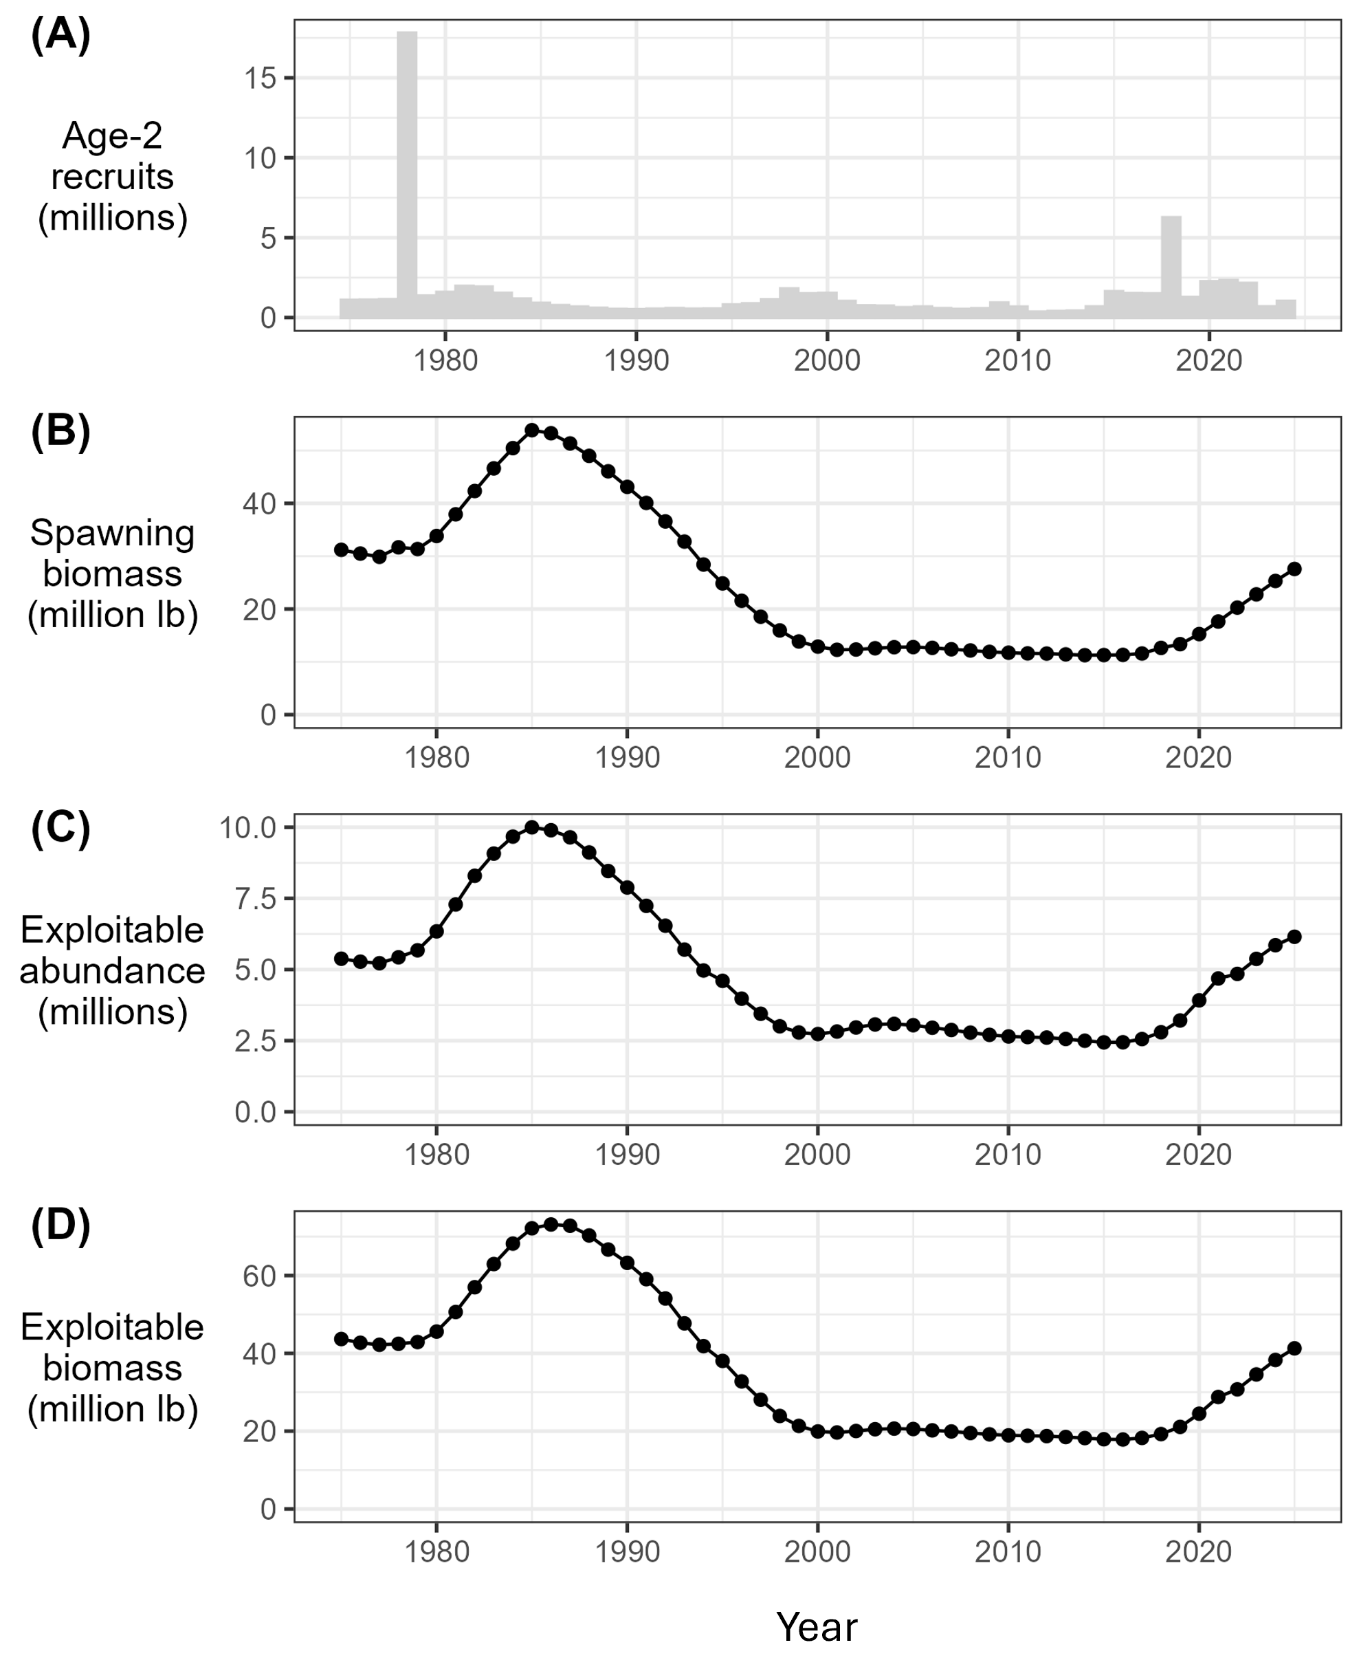 (A)
Age-2
recruits
(millions)
15
10
5
0
1980 1990 2000 2010 2020
(B)
Spawning
biomass
(million lb)
40
20
0
1980 1990 2000 2010 2020
(C)
Exploitable
abundance
(millions)
10.0
7.5
5.0
2.5
0.0
1980 1990 2000 2010 2020
(D)
Exploitable
biomass
(million lb)
60
40
20
0
1980 1990 2000 2010 2020
Year